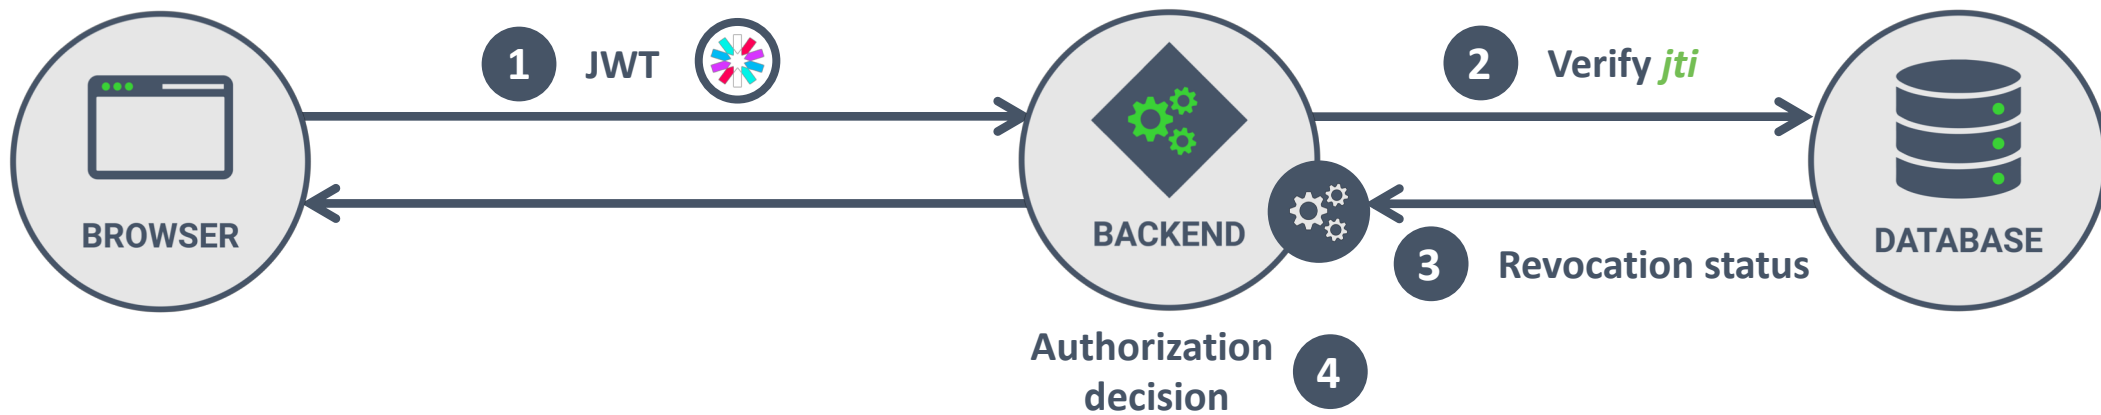 1 JWT
2 Verify jti
BROWSER
BACKEND
DATABASE
3 Revocation status
Authorization
decision
4